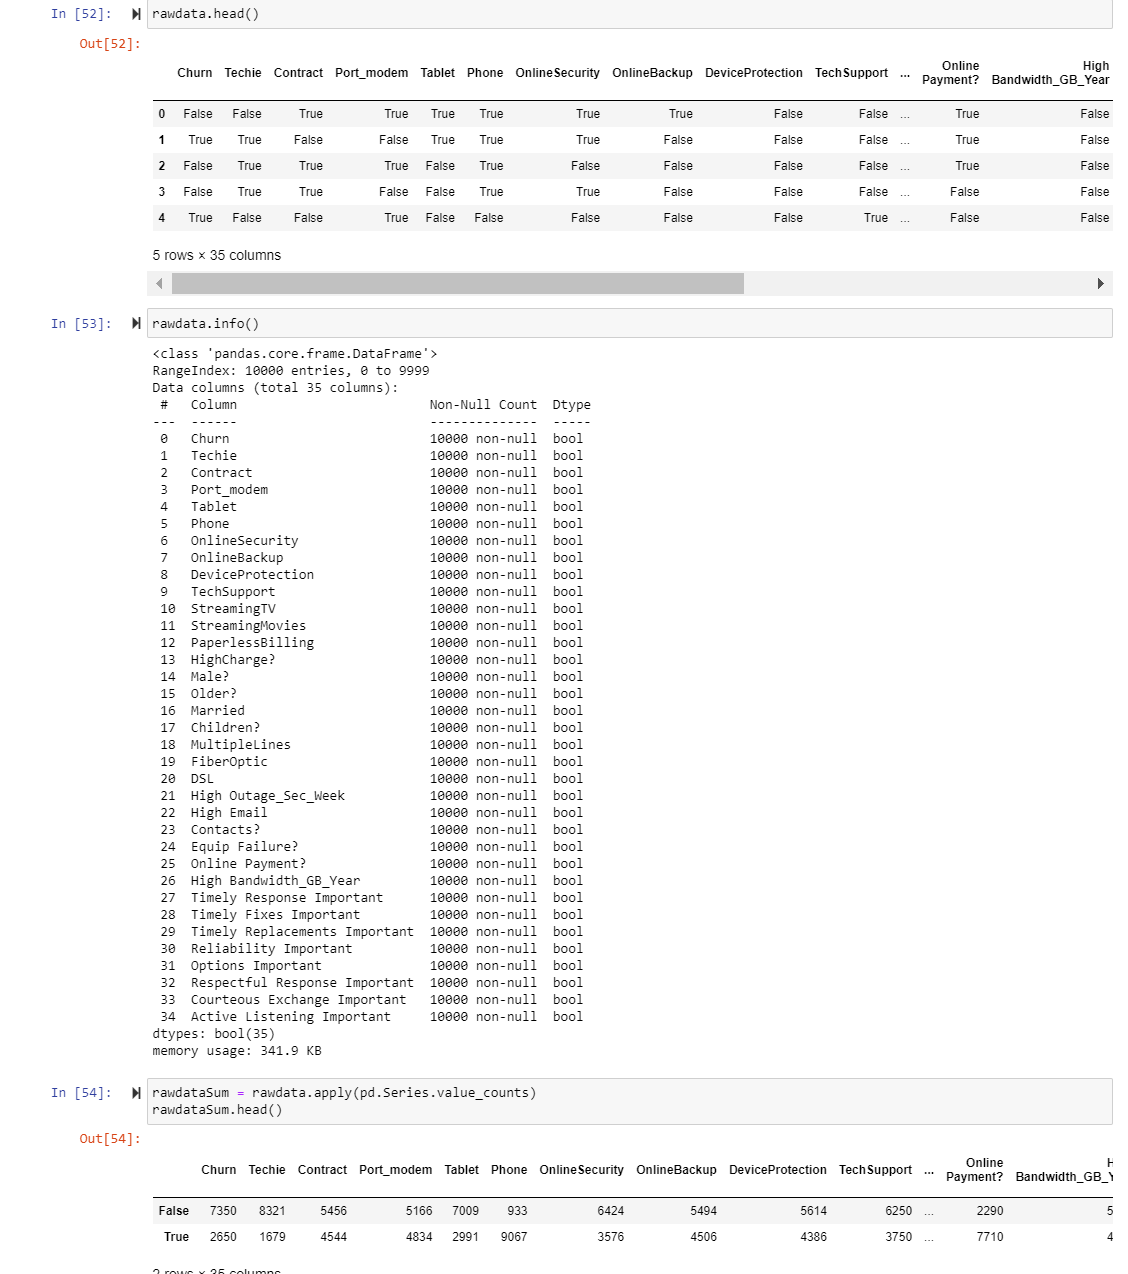 In [52]: rawdata.head()
Out[52]:
Churn Techie Contract Port_modem Tablet Phone OnlineSecurity OnlineBackup DeviceProtection TechSupport ... Online Payment? High Bandwidth_GB_Year
0 False False True True True True True True False False ... True False
1 True True False False True True True False False False ... True False
2 False True True True False True False False False False ... True False
3 False True True False False True True False False False ... False False
4 True False False True False False False False False True ... False False
5 rows × 35 columns
In [53]: rawdata.info()
<class 'pandas.core.frame.DataFrame'>
RangeIndex: 10000 entries, 0 to 9999
Data columns (total 35 columns):
# Column Non-Null Count Dtype
--- ------ -------------- -----
0 Churn 10000 non-null bool
1 Techie 10000 non-null bool
2 Contract 10000 non-null bool
3 Port_modem 10000 non-null bool
4 Tablet 10000 non-null bool
5 Phone 10000 non-null bool
6 OnlineSecurity 10000 non-null bool
7 OnlineBackup 10000 non-null bool
8 DeviceProtection 10000 non-null bool
9 TechSupport 10000 non-null bool
10 StreamingTV 10000 non-null bool
11 StreamingMovies 10000 non-null bool
12 PaperlessBilling 10000 non-null bool
13 HighCharge? 10000 non-null bool
14 Male? 10000 non-null bool
15 Older? 10000 non-null bool
16 Married 10000 non-null bool
17 Children? 10000 non-null bool
18 MultipleLines 10000 non-null bool
19 FiberOptic 10000 non-null bool
20 DSL 10000 non-null bool
21 High Outage_Sec_Week 10000 non-null bool
22 High Email 10000 non-null bool
23 Contacts? 10000 non-null bool
24 Equip Failure? 10000 non-null bool
25 Online Payment? 10000 non-null bool
26 High Bandwidth_GB_Year 10000 non-null bool
27 Timely Response Important 10000 non-null bool
28 Timely Fixes Important 10000 non-null bool
29 Timely Replacements Important 10000 non-null bool
30 Reliability Important 10000 non-null bool
31 Options Important 10000 non-null bool
32 Respectful Response Important 10000 non-null bool
33 Courteous Exchange Important 10000 non-null bool
34 Active Listening Important 10000 non-null bool
dtypes: bool(35)
memory usage: 341.9 KB
In [54]: rawdataSum = rawdata.apply(pd.Series.value_counts)
rawdataSum.head()
Out[54]:
Churn Techie Contract Port_modem Tablet Phone OnlineSecurity OnlineBackup DeviceProtection TechSupport ... Online Payment? Bandwidth_GB_
False 7350 8321 5456 5166 7009 933 6424 5494 5614 6250 ... 2290 5
True 2650 1679 4544 4834 2991 9067 3576 4506 4386 3750 ... 7710 4
2 rows × 35 columns